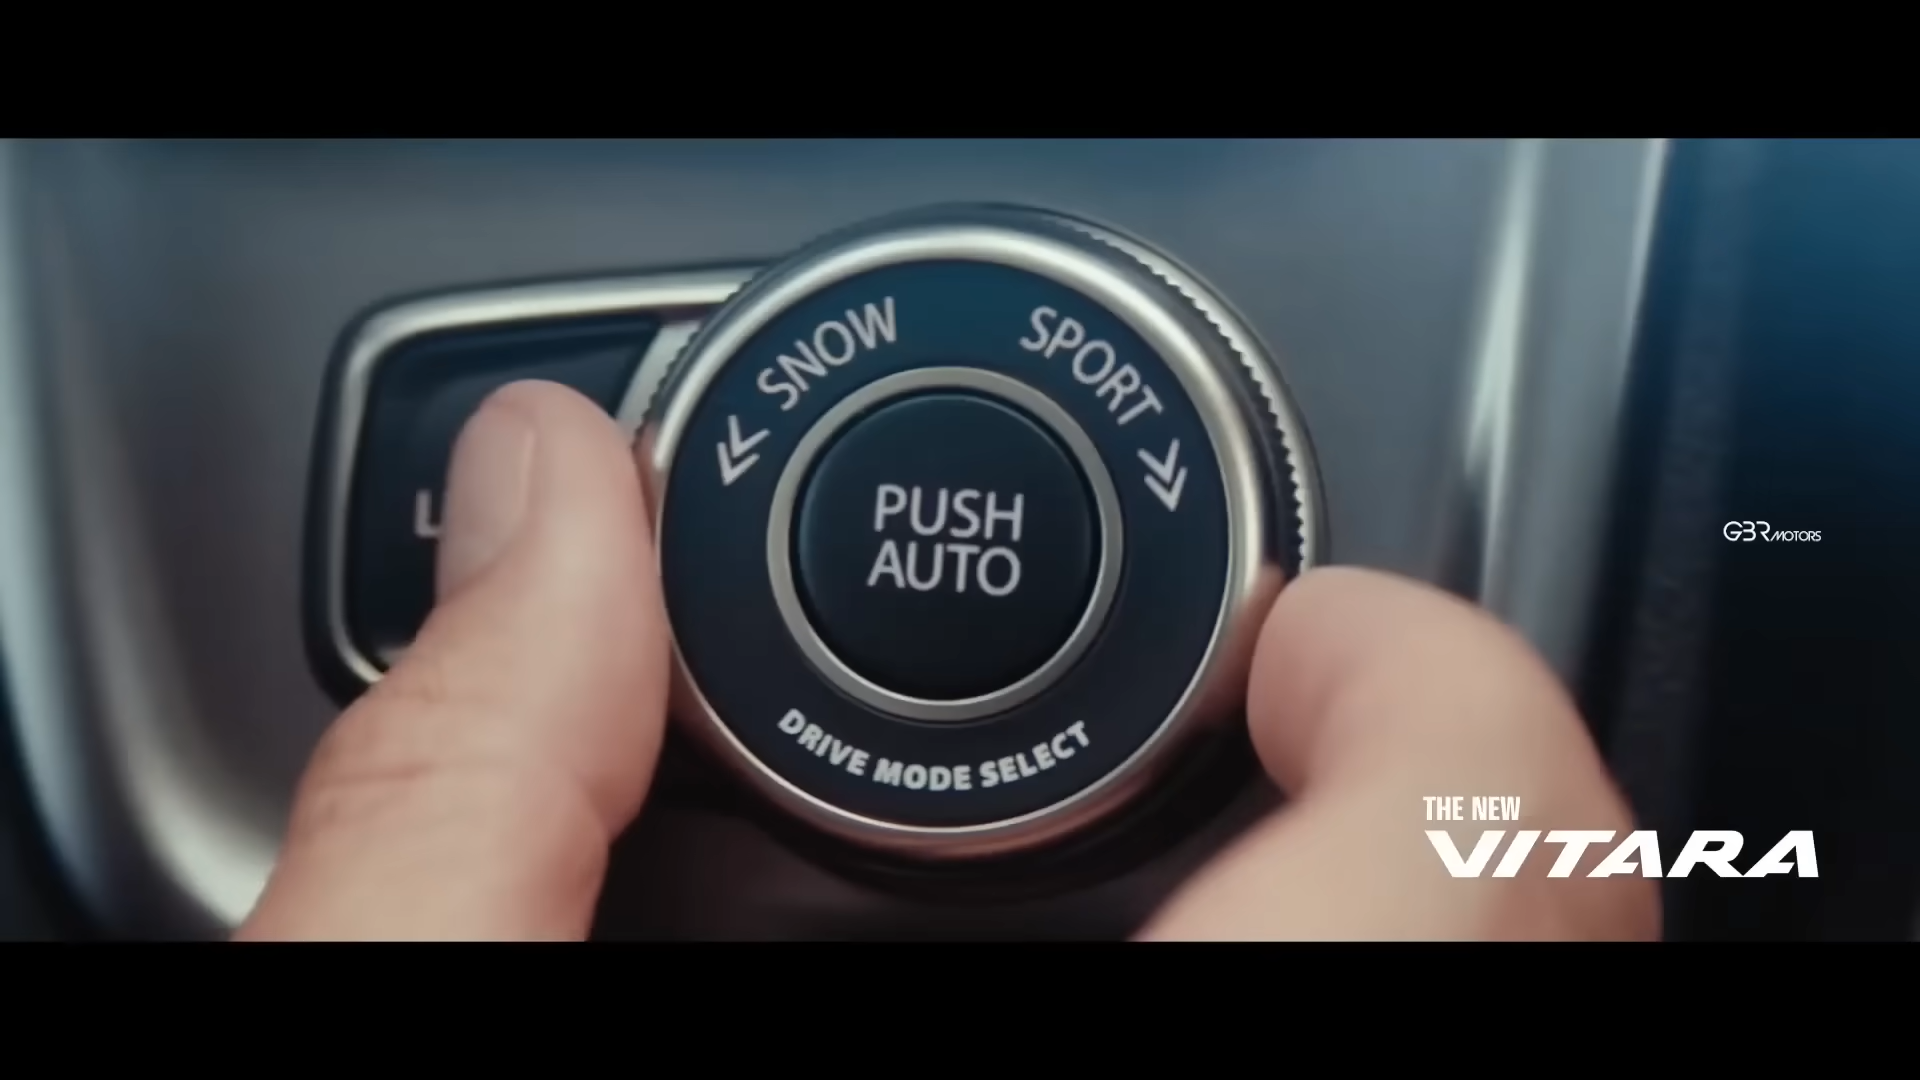 SNOW
SPORT
PUSH
AUTO
DRIVE MODE SELECT
GBR MOTORS
THE NEW
VITARA